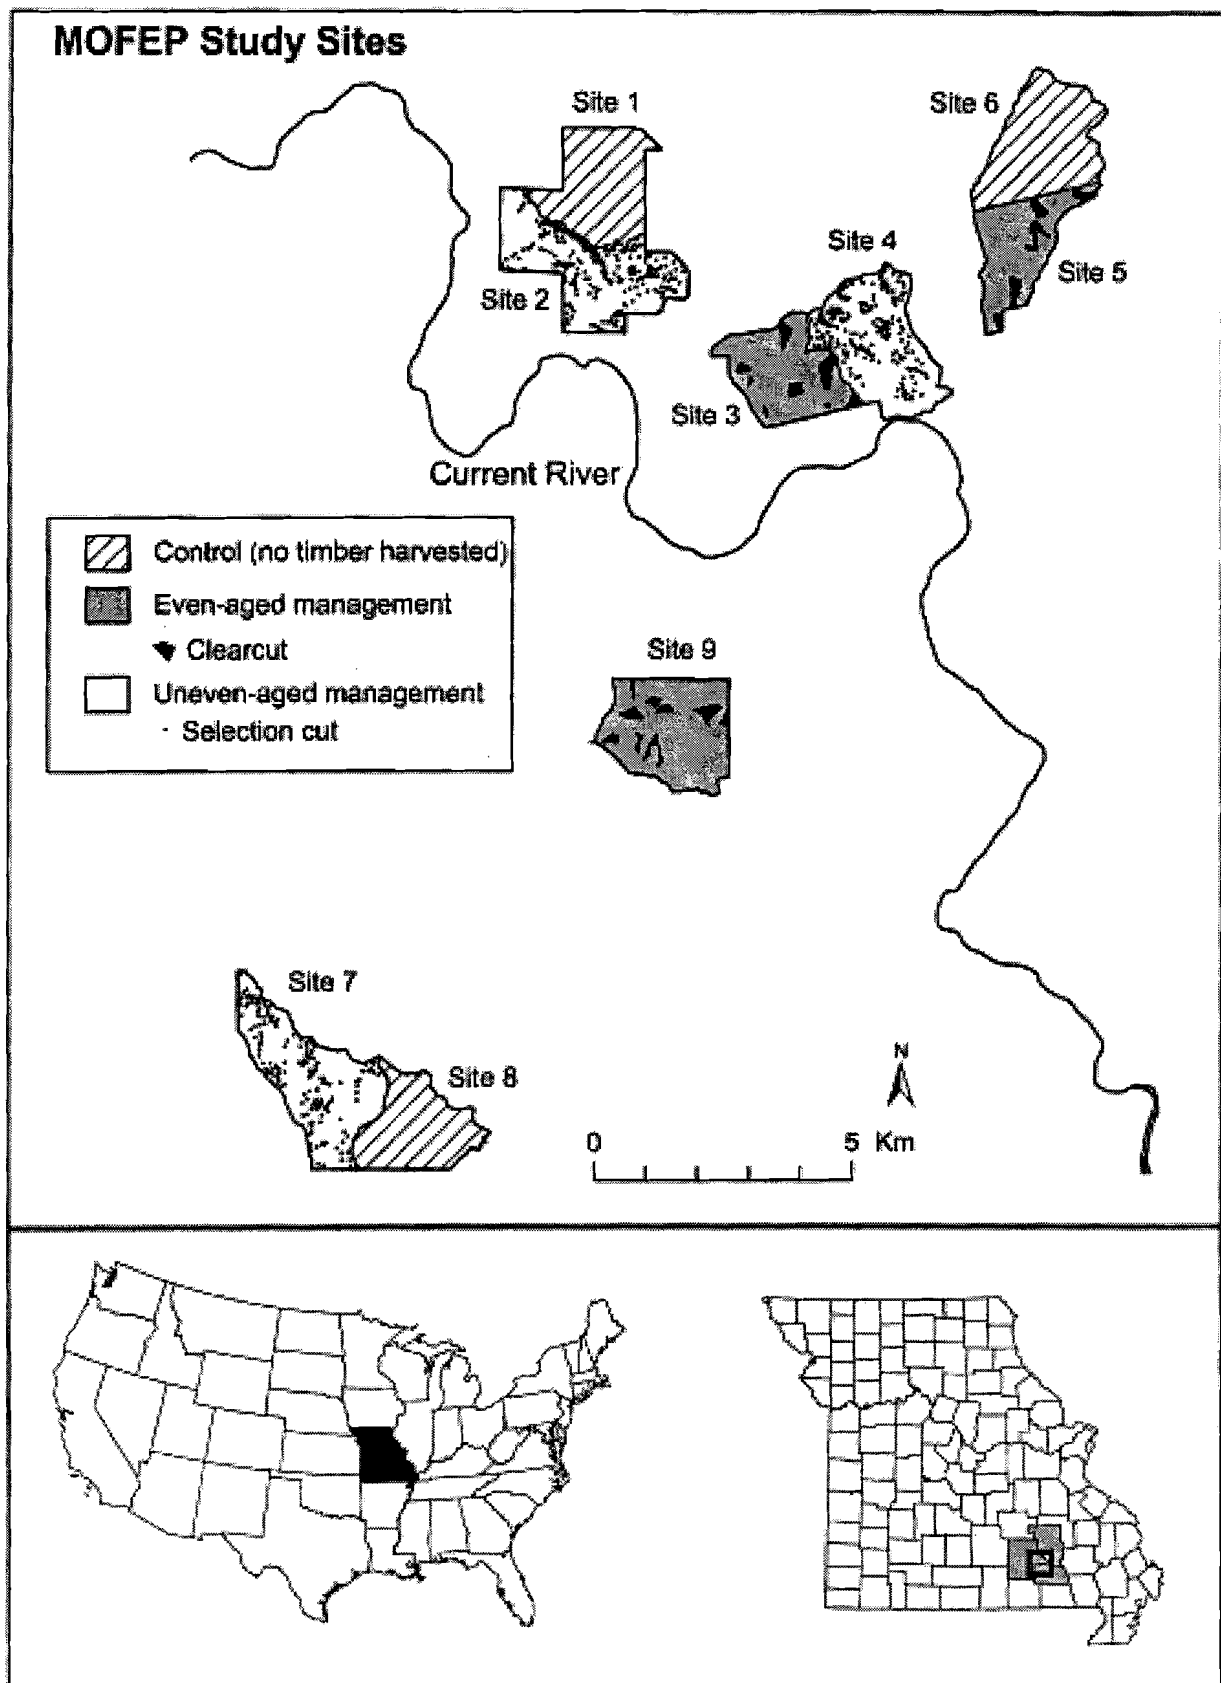 MOFEP Study Sites
Site 1
Site 6
Site 4
Site 5
Site 2
Site 3
Current River
Control (no timber harvested)
Even-aged management
Clearcut
Uneven-aged management
Selection cut
Site 9
Site 7
Site 8
N
0 5 Km